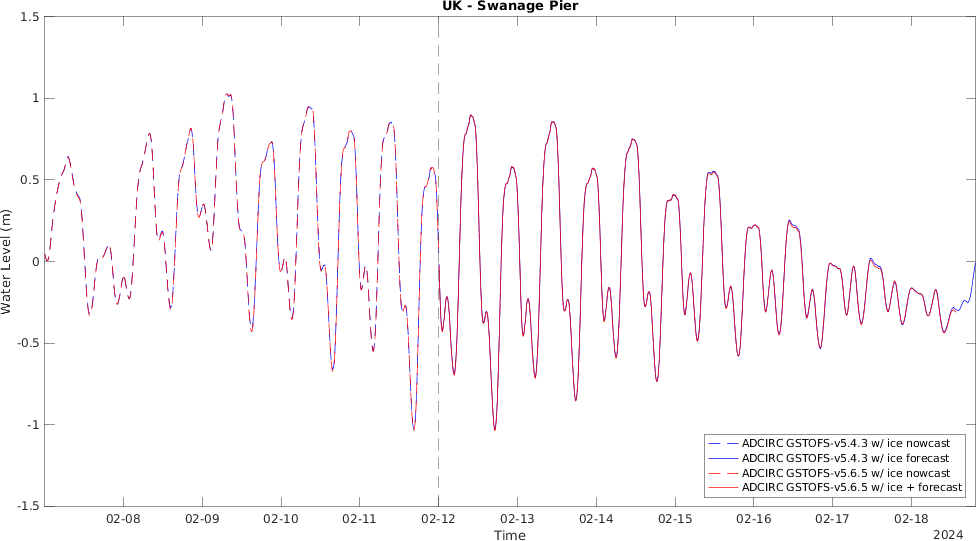 UK - Swanage Pier
1.5
1
0.5
0
-0.5
-1
-1.5
Water Level (m)
02-08 02-09 02-10 02-11 02-12 02-13 02-14 02-15 02-16 02-17 02-18
Time
2024
ADCIRC GSTOFS-v5.4.3 w/ ice nowcast
ADCIRC GSTOFS-v5.4.3 w/ ice forecast
ADCIRC GSTOFS-v5.6.5 w/ ice nowcast
ADCIRC GSTOFS-v5.6.5 w/ ice + forecast